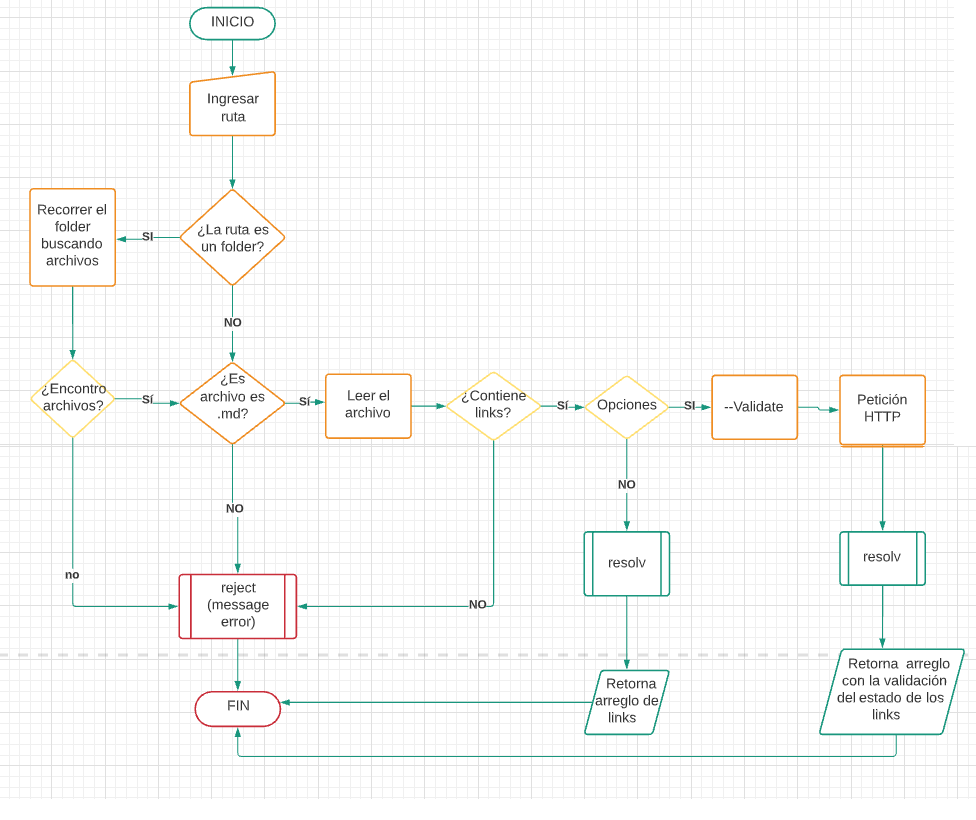 INICIO
Ingresar
ruta
Recorrer el
folder
buscando
archivos
SI
¿La ruta es
un folder?
NO
¿Encontro
archivos?
Sí
¿Es
archivo es
.md?
Sí
Leer el
archivo
¿Contiene
links?
Sí
Opciones
SI
--Validate
Petición
HTTP
NO
NO
no
reject
(message
error)
NO
resolv
resolv
FIN
Retorna
arreglo de
links
Retorna arreglo
con la validación
del estado de los
links